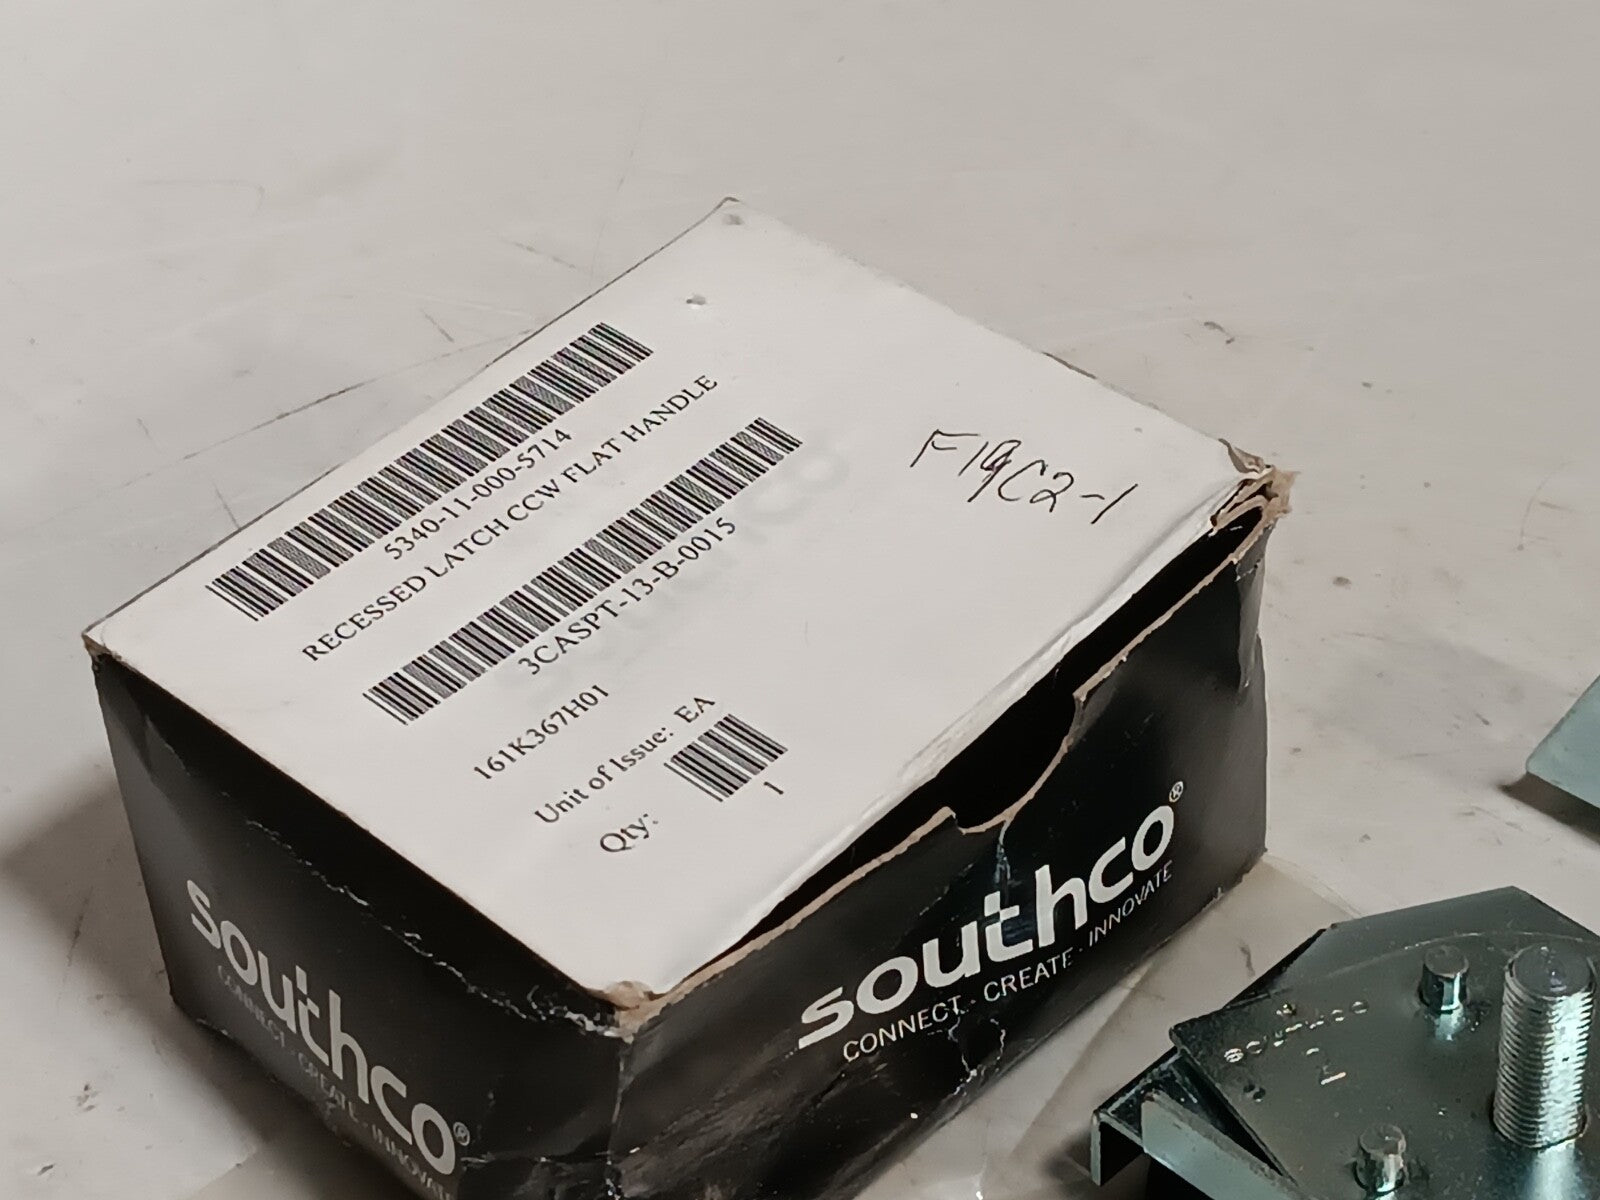 5340-11-000-5714
RECESSED LATCH CCW FLAT HANDLE
3CASPT-13-B-0015
161K367H01
Unit of Issue: EA
Qty:
1
F19C2-1
southco®
CONNECT · CREATE · INNOVATE
southco®
CONNECT · CREATE · INNOVATE
SOUTHCO